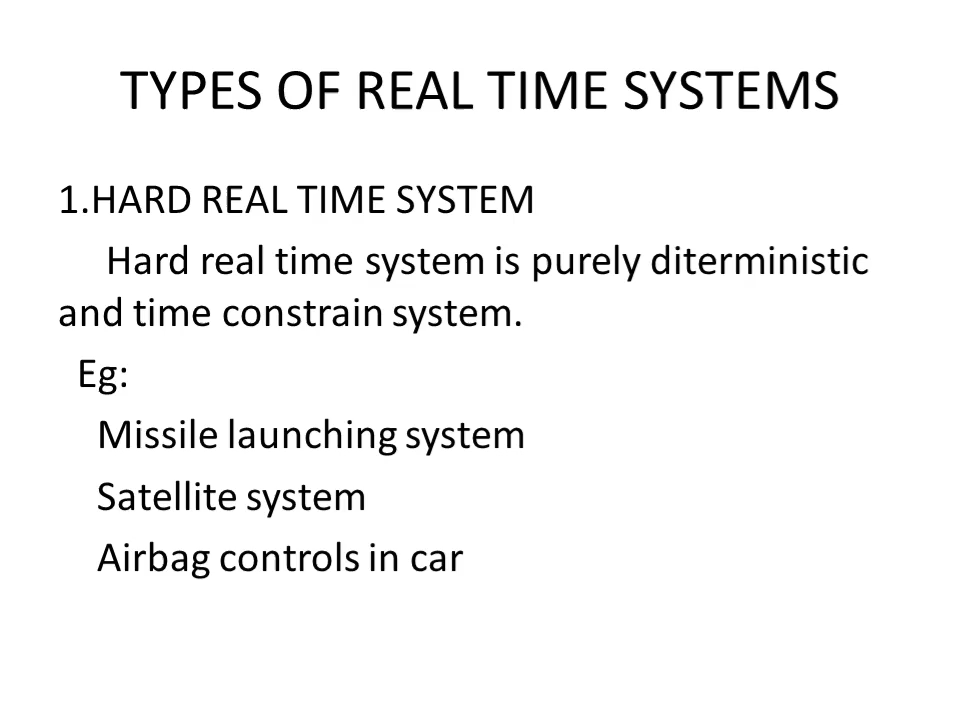 TYPES OF REAL TIME SYSTEMS
1.HARD REAL TIME SYSTEM
Hard real time system is purely diterministic
and time constrain system.
Eg:
Missile launching system
Satellite system
Airbag controls in car